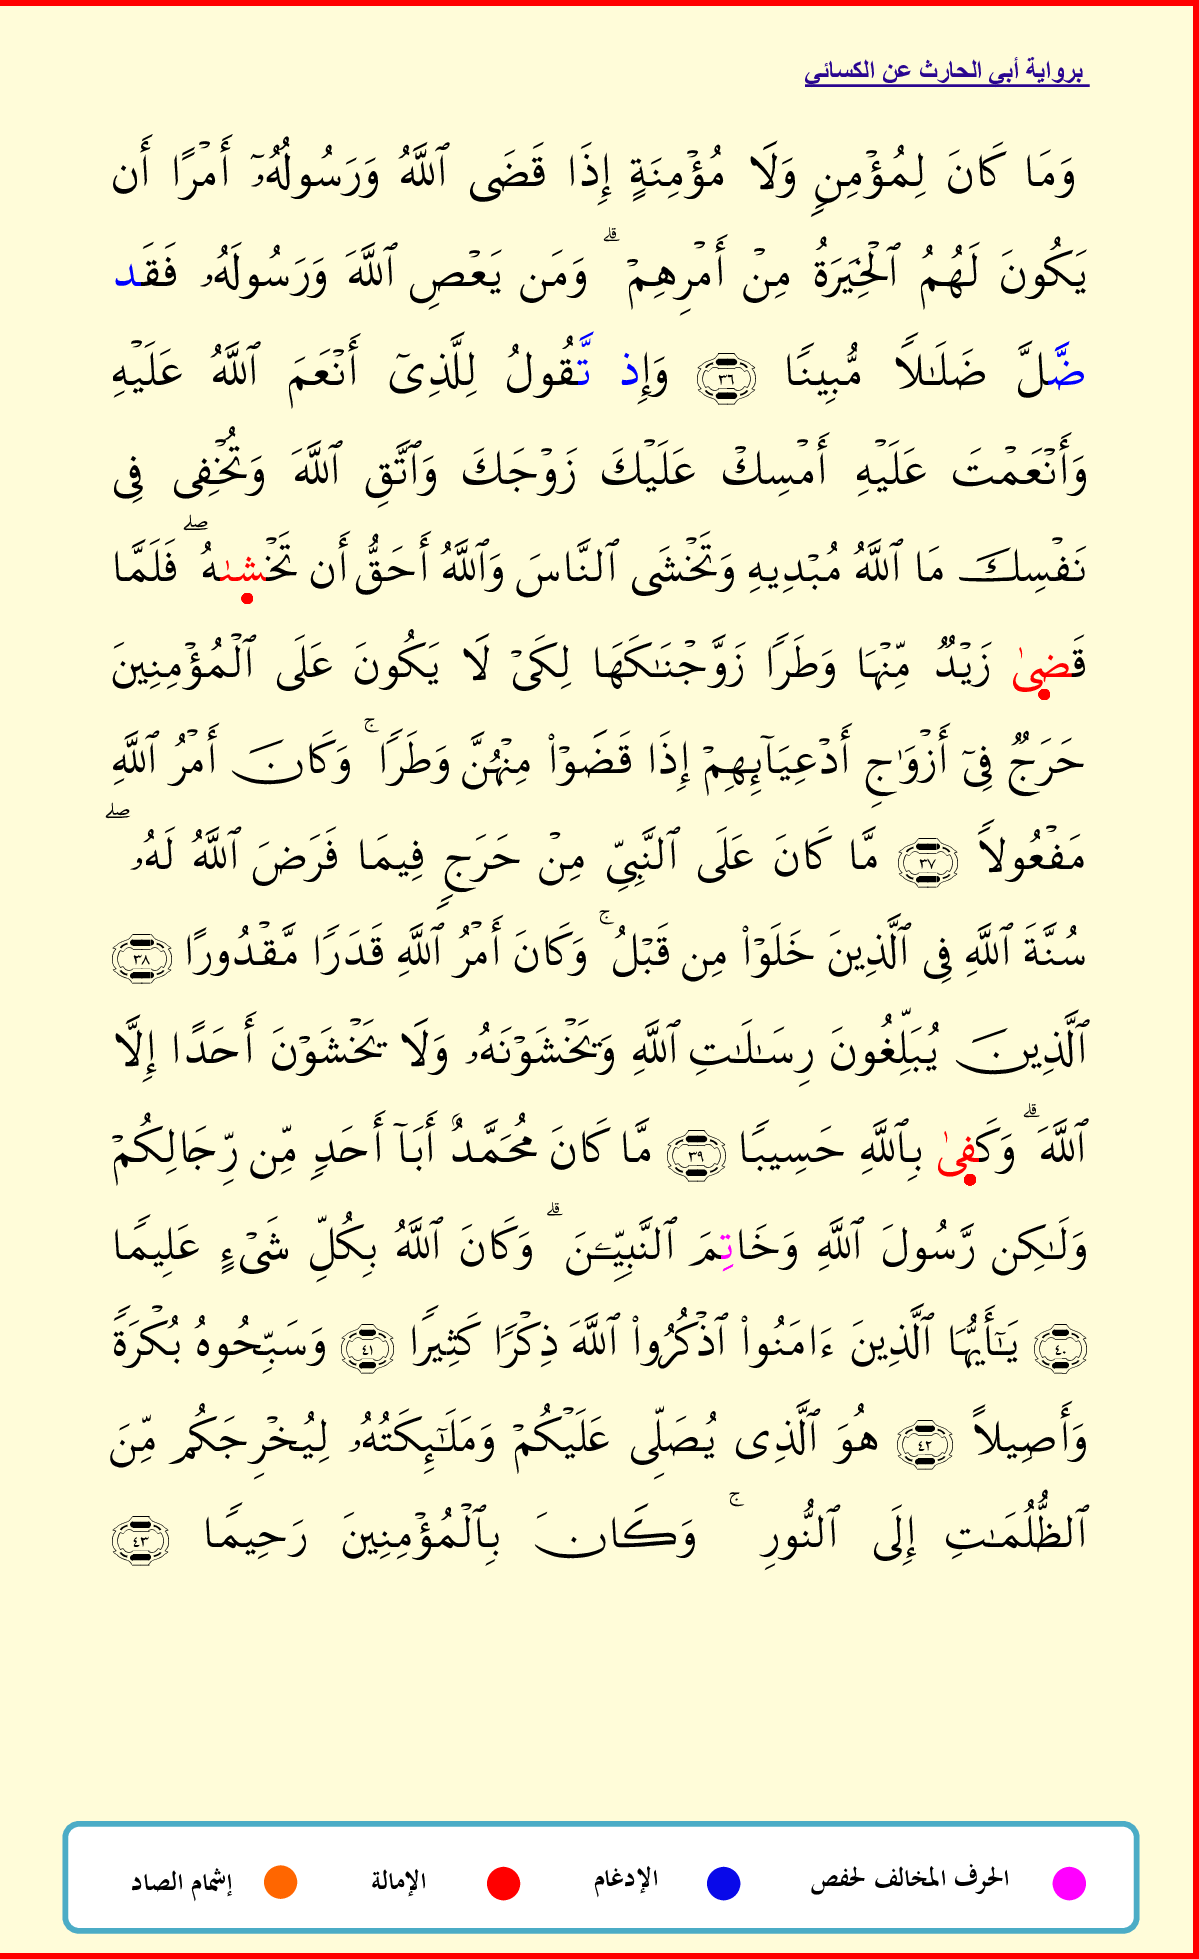 برواية أبي الحارث عن الكسائي
وَمَا كَانَ لِمُؤْمِنٍ وَلَا مُؤْمِنَةٍ إِذَا قَضَى ٱللَّهُ وَرَسُولُهُۥٓ أَمْرًا أَن
يَكُونَ لَهُمُ ٱلْخِيَرَةُ مِنْ أَمْرِهِمْ ۗ وَمَن يَعْصِ ٱللَّهَ وَرَسُولَهُۥ فَقَد
ضَّلَّ ضَلَـٰلًا مُّبِينًا ٣٦ وَإِذ تَّقُولُ لِلَّذِىٓ أَنْعَمَ ٱللَّهُ عَلَيْهِ
وَأَنْعَمْتَ عَلَيْهِ أَمْسِكْ عَلَيْكَ زَوْجَكَ وَٱتَّقِ ٱللَّهَ وَتُخْفِى فِى
نَفْسِكَ مَا ٱللَّهُ مُبْدِيهِ وَتَخْشَى ٱلنَّاسَ وَٱللَّهُ أَحَقُّ أَن تَخْشىٰهُ ۖ فَلَمَّا
قَضىٰ زَيْدٌ مِّنْهَا وَطَرًا زَوَّجْنَـٰكَهَا لِكَىْ لَا يَكُونَ عَلَى ٱلْمُؤْمِنِينَ
حَرَجٌ فِىٓ أَزْوَٰجِ أَدْعِيَآئِهِمْ إِذَا قَضَوْا۟ مِنْهُنَّ وَطَرًا ۚ وَكَانَ أَمْرُ ٱللَّهِ
مَفْعُولًا ٣٧ مَّا كَانَ عَلَى ٱلنَّبِىِّ مِنْ حَرَجٍ فِيمَا فَرَضَ ٱللَّهُ لَهُۥ ۖ
سُنَّةَ ٱللَّهِ فِى ٱلَّذِينَ خَلَوْا۟ مِن قَبْلُ ۚ وَكَانَ أَمْرُ ٱللَّهِ قَدَرًا مَّقْدُورًا ٣٨
ٱلَّذِينَ يُبَلِّغُونَ رِسَـٰلَـٰتِ ٱللَّهِ وَيَخْشَوْنَهُۥ وَلَا يَخْشَوْنَ أَحَدًا إِلَّا
ٱللَّهَ ۗ وَكَفىٰ بِٱللَّهِ حَسِيبًا ٣٩ مَّا كَانَ مُحَمَّدٌ أَبَآ أَحَدٍ مِّن رِّجَالِكُمْ
وَلَـٰكِن رَّسُولَ ٱللَّهِ وَخَاتِمَ ٱلنَّبِيِّـۧنَ ۗ وَكَانَ ٱللَّهُ بِكُلِّ شَىْءٍ عَلِيمًا
٤٠ يَـٰٓأَيُّهَا ٱلَّذِينَ ءَامَنُوا۟ ٱذْكُرُوا۟ ٱللَّهَ ذِكْرًا كَثِيرًا ٤١ وَسَبِّحُوهُ بُكْرَةً
وَأَصِيلًا ٤٢ هُوَ ٱلَّذِى يُصَلِّى عَلَيْكُمْ وَمَلَـٰٓئِكَتُهُۥ لِيُخْرِجَكُم مِّنَ
ٱلظُّلُمَـٰتِ إِلَى ٱلنُّورِ ۚ وَكَانَ بِٱلْمُؤْمِنِينَ رَحِيمًا ٤٣
الحرف المخالف لحفص الإدغام الإمالة إشمام الصاد